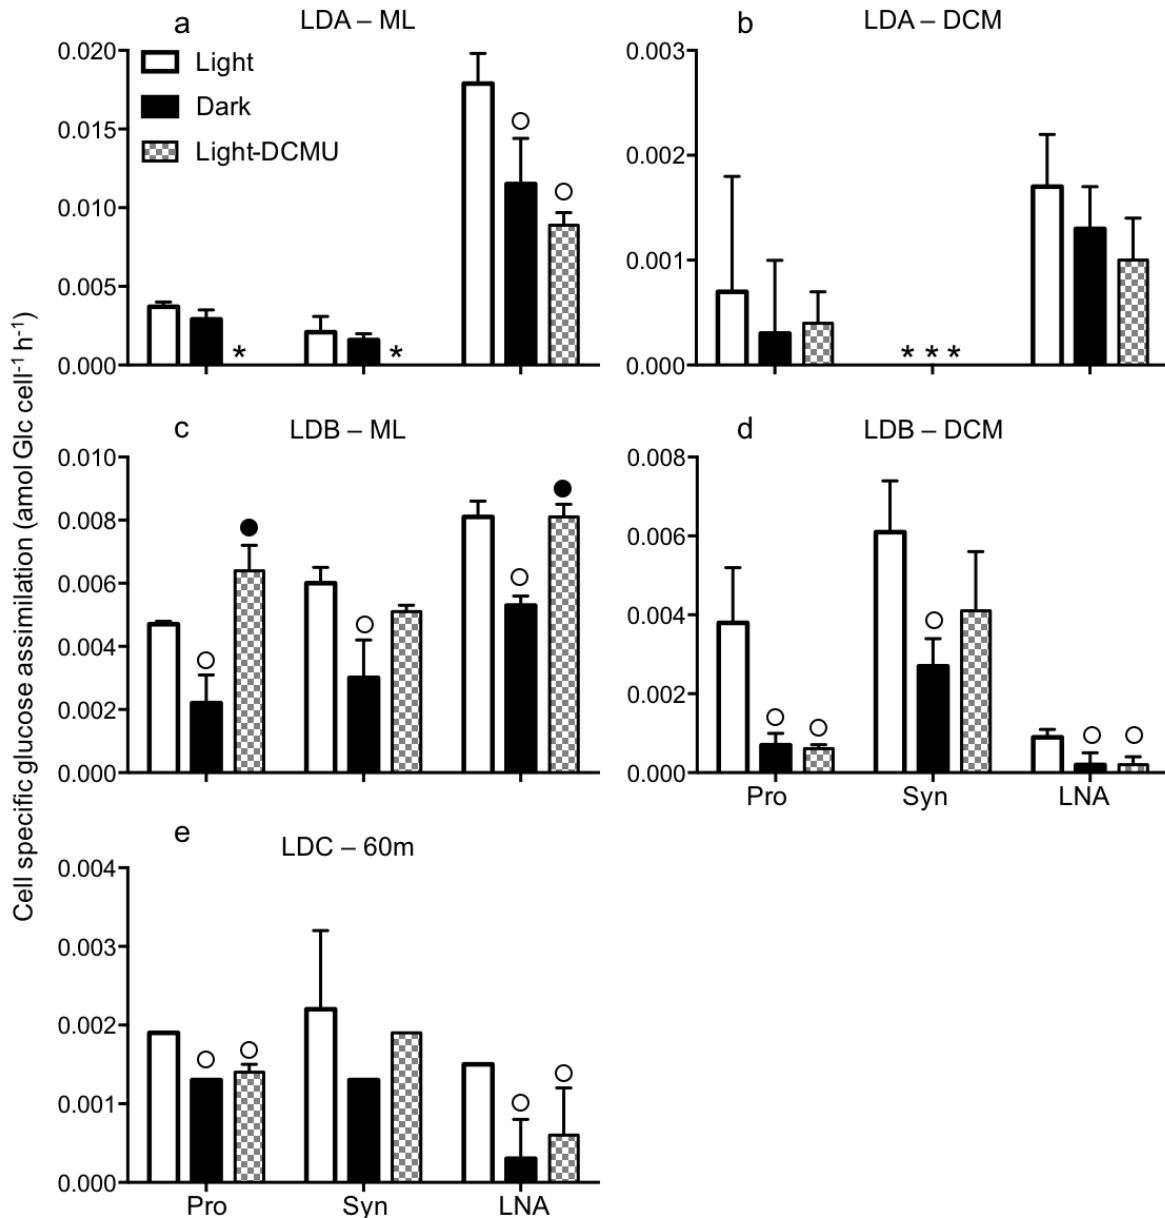 a LDA – ML
Light
Dark
Light-DCMU
0.020
0.015
0.010
0.005
0.000
* *
b LDA – DCM
0.003
0.002
0.001
0.000
* * *
Cell specific glucose assimilation (amol Glc cell-1 h-1)
c LDB – ML
0.010
0.008
0.006
0.004
0.002
0.000
d LDB – DCM
0.008
0.006
0.004
0.002
0.000
Pro Syn LNA
e LDC – 60m
0.004
0.003
0.002
0.001
0.000
Pro Syn LNA